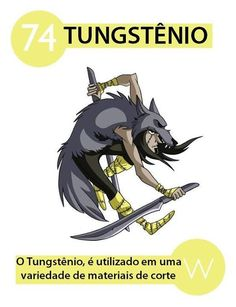 74 TUNGSTÊNIO
O Tungstênio, é utilizado em uma
variedade de materiais de corte
W